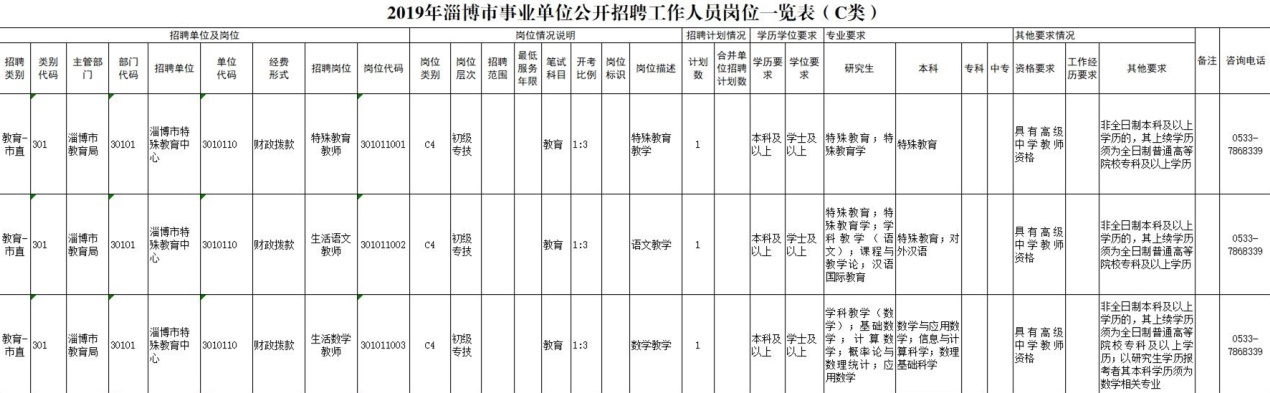 2019年淄博市事业单位公开招聘工作人员岗位一览表（C类）
招聘单位及岗位 岗位情况说明 招聘计划情况 学历学位要求 专业要求 其他要求情况 备注 咨询电话
招聘类别 类别代码 主管部门 部门代码 招聘单位 单位代码 经费形式 招聘岗位 岗位代码 岗位类别 岗位层次 招聘范围 最低服务年限 笔试科目 开考比例 岗位标识 岗位描述 计划数 合并单位招聘计划数 学历要求 学位要求 研究生 本科 专科 中专 资格要求 工作经历要求 其他要求
教育-市直 301 淄博市教育局 30101 淄博市特殊教育中心 3010110 财政拨款 特殊教育教师 301011001 C4 初级专技 教育 1:3 特殊教育教学 1 本科及以上 学士及以上 特殊教育；特殊教育学 特殊教育 具有高级中学教师资格 非全日制本科及以上学历的，其上续学历须为全日制普通高等院校专科及以上学历 0533-7868339
教育-市直 301 淄博市教育局 30101 淄博市特殊教育中心 3010110 财政拨款 生活语文教师 301011002 C4 初级专技 教育 1:3 语文教学 1 本科及以上 学士及以上 特殊教育；特殊教育学；学科教学（语文）；课程与教学论；汉语国际教育 特殊教育；对外汉语 具有高级中学教师资格 非全日制本科及以上学历的，其上续学历须为全日制普通高等院校专科及以上学历 0533-7868339
教育-市直 301 淄博市教育局 30101 淄博市特殊教育中心 3010110 财政拨款 生活数学教师 301011003 C4 初级专技 教育 1:3 数学教学 1 本科及以上 学士及以上 学科教学（数学）；基础数学；计算数学；概率论与数理统计；应用数学 数学与应用数学；信息与计算科学；数理基础科学 具有高级中学教师资格 非全日制本科及以上学历的，其上续学历须为全日制普通高等院校专科及以上学历；以研究生学历报考者其本科学历须为数学相关专业 0533-7868339